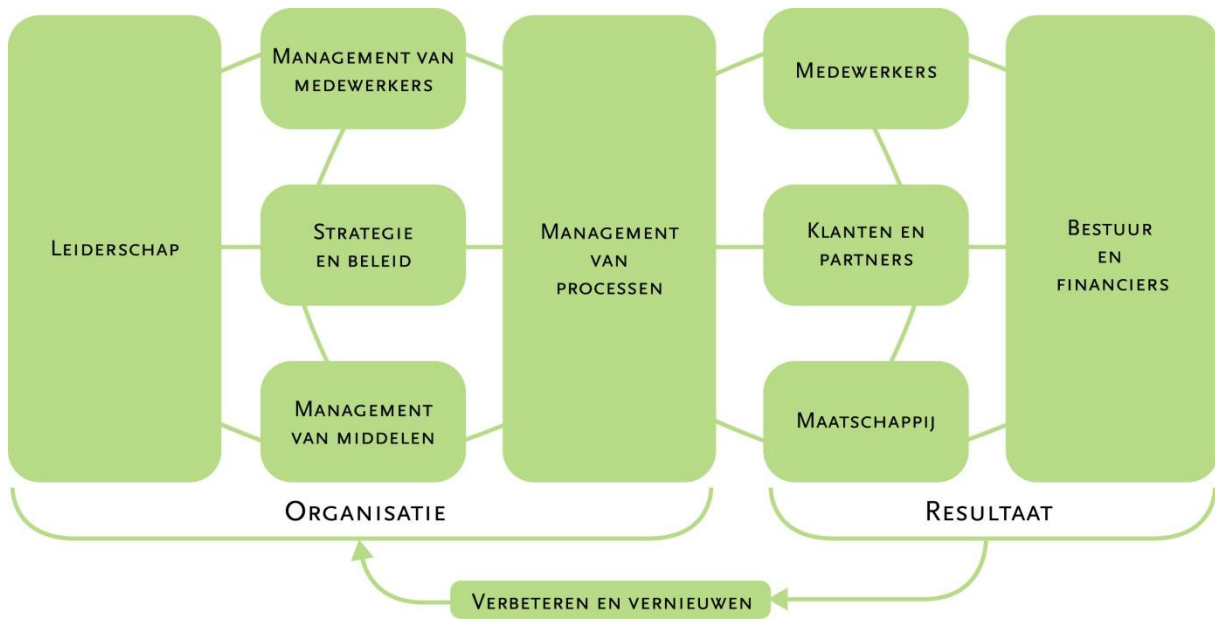 Leiderschap
Management van
medewerkers
Strategie
en beleid
Management
van middelen
Management
van
processen
Medewerkers
Klanten en
partners
Maatschappij
Bestuur
en
financiers
Organisatie
Resultaat
Verbeteren en vernieuwen